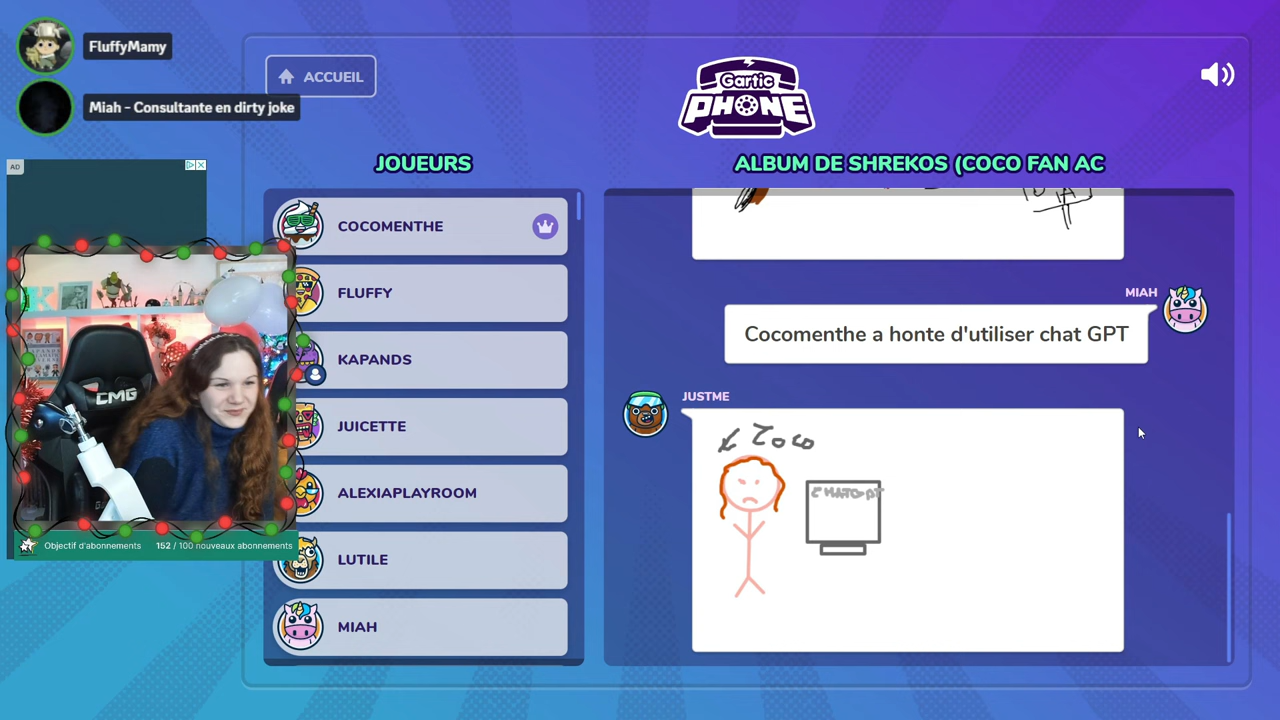 FluffyMamy
Miah - Consultante en dirty joke
ACCUEIL
Gartic
PHONE
JOUEURS
ALBUM DE SHREKOS (COCO FAN AC
AD
COCOMENTHE
FLUFFY
KAPANDS
JUICETTE
ALEXIAPLAYROOM
LUTILE
MIAH
MIAH
Cocomenthe a honte d'utiliser chat GPT
JUSTME
COCO
CHATGPT
CMG
Objectif d'abonnements 152 / 100 nouveaux abonnements